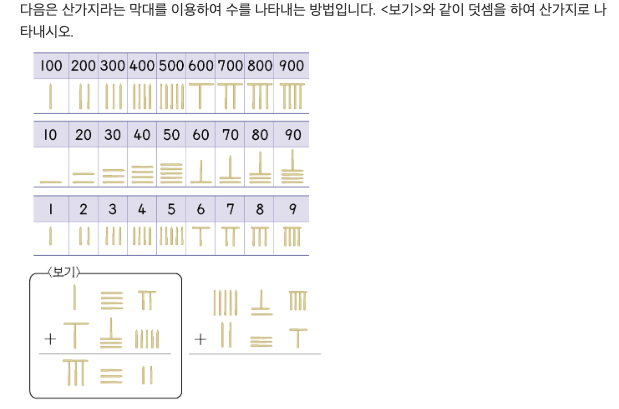 다음은 산가지라는 막대를 이용하여 수를 나타내는 방법입니다. <보기>와 같이 덧셈을 하여 산가지로 나
타내시오.
100 200 300 400 500 600 700 800 900
10 20 30 40 50 60 70 80 90
1 2 3 4 5 6 7 8 9
<보기>
+ +